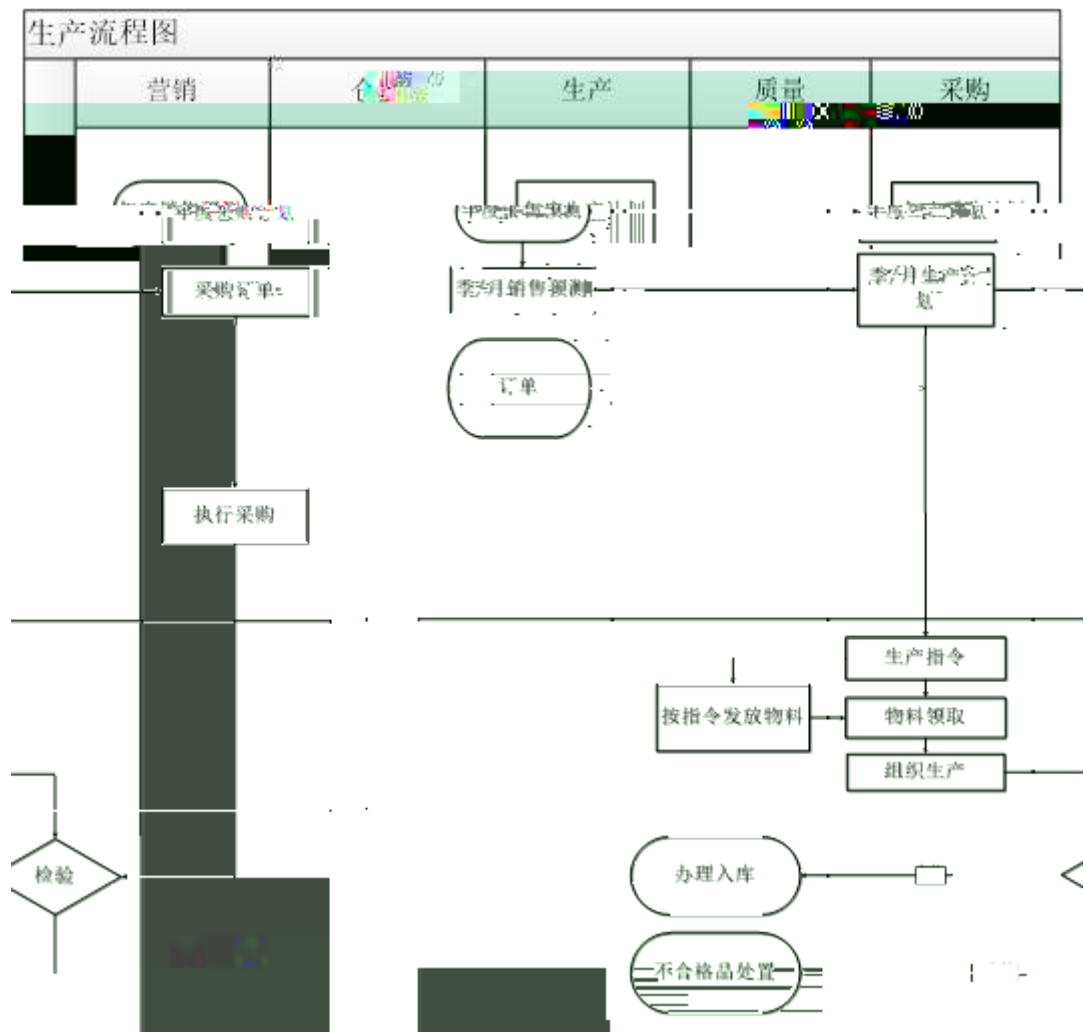 生产流程图
营销
生产
质量
采购
采购订单
季/月销售预测
季/月生产计
划
订单
执行采购
生产指令
按指令发放物料
物料领取
组织生产
检验
办理入库
不合格品处置